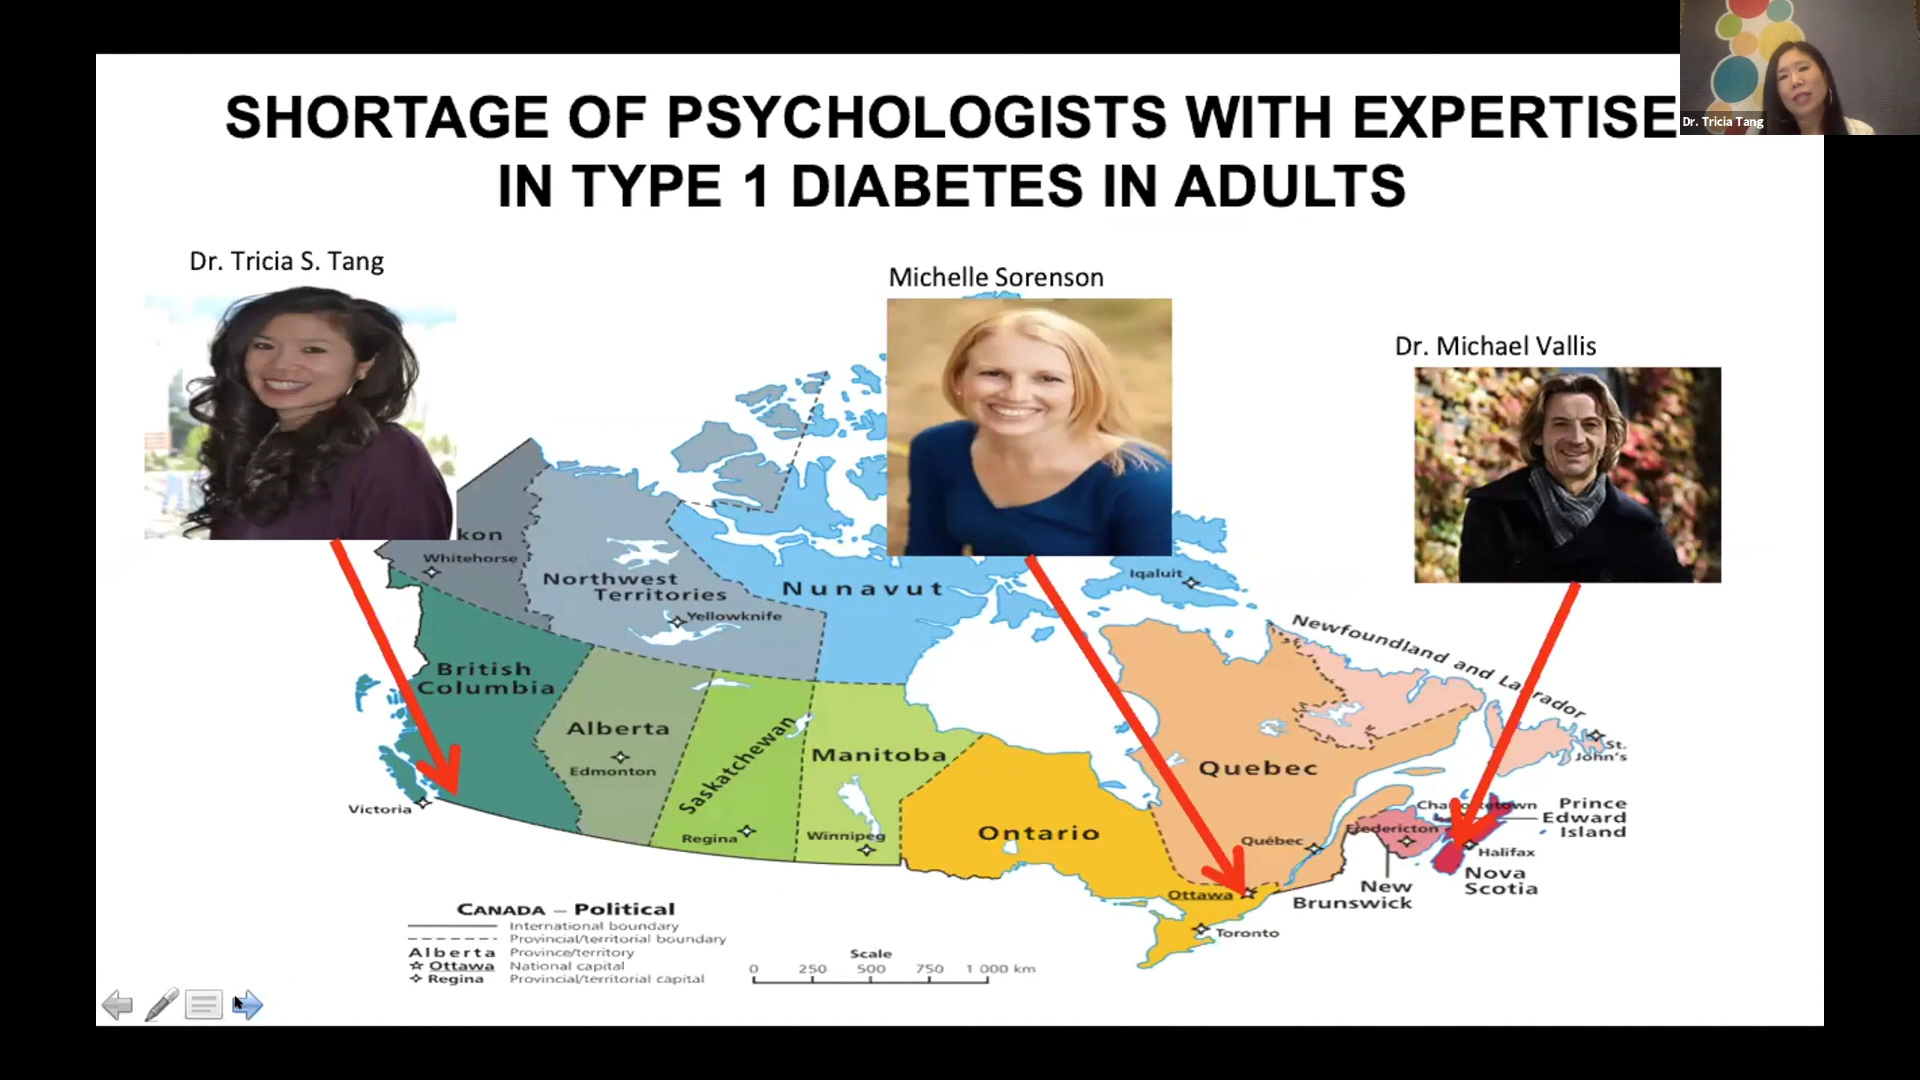 SHORTAGE OF PSYCHOLOGISTS WITH EXPERTISE
IN TYPE 1 DIABETES IN ADULTS
Dr. Tricia Tang
Dr. Tricia S. Tang
Michelle Sorenson
Dr. Michael Vallis
kon
Whitehorse
Northwest
Territories
Yellowknife
Nunavut
Iqaluit
Newfoundland and Labrador
British
Columbia
Alberta
Edmonton
Saskatchewan
Regina
Manitoba
Winnipeg
Ontario
Quebec
Québec
Victoria
St.
John's
Charlottetown
Prince
Edward
Island
Fredericton
Halifax
Nova
Scotia
New
Brunswick
Ottawa
Toronto
CANADA – Political
International boundary
Provincial/territorial boundary
Alberta Province/territory
Ottawa National capital
Regina Provincial/territorial capital
Scale
0 250 500 750 1 000 km